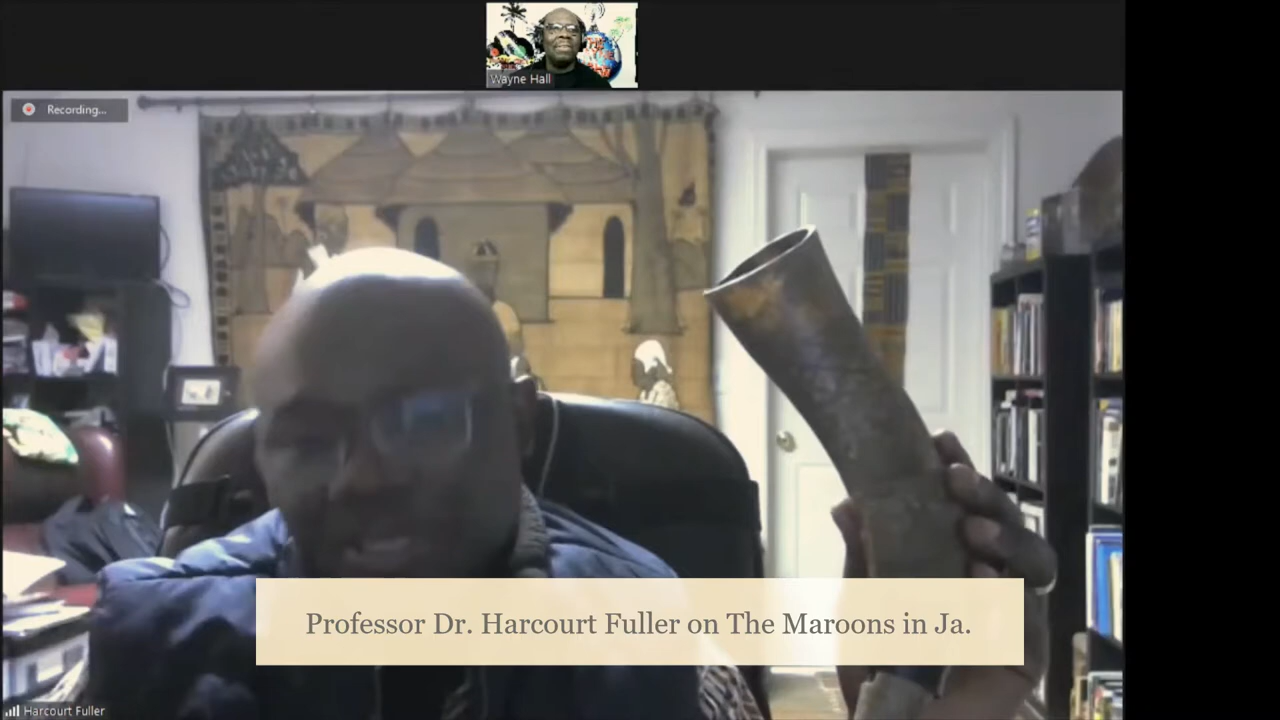 Wayne Hall
Recording...
Professor Dr. Harcourt Fuller on The Maroons in Ja.
Harcourt Fuller